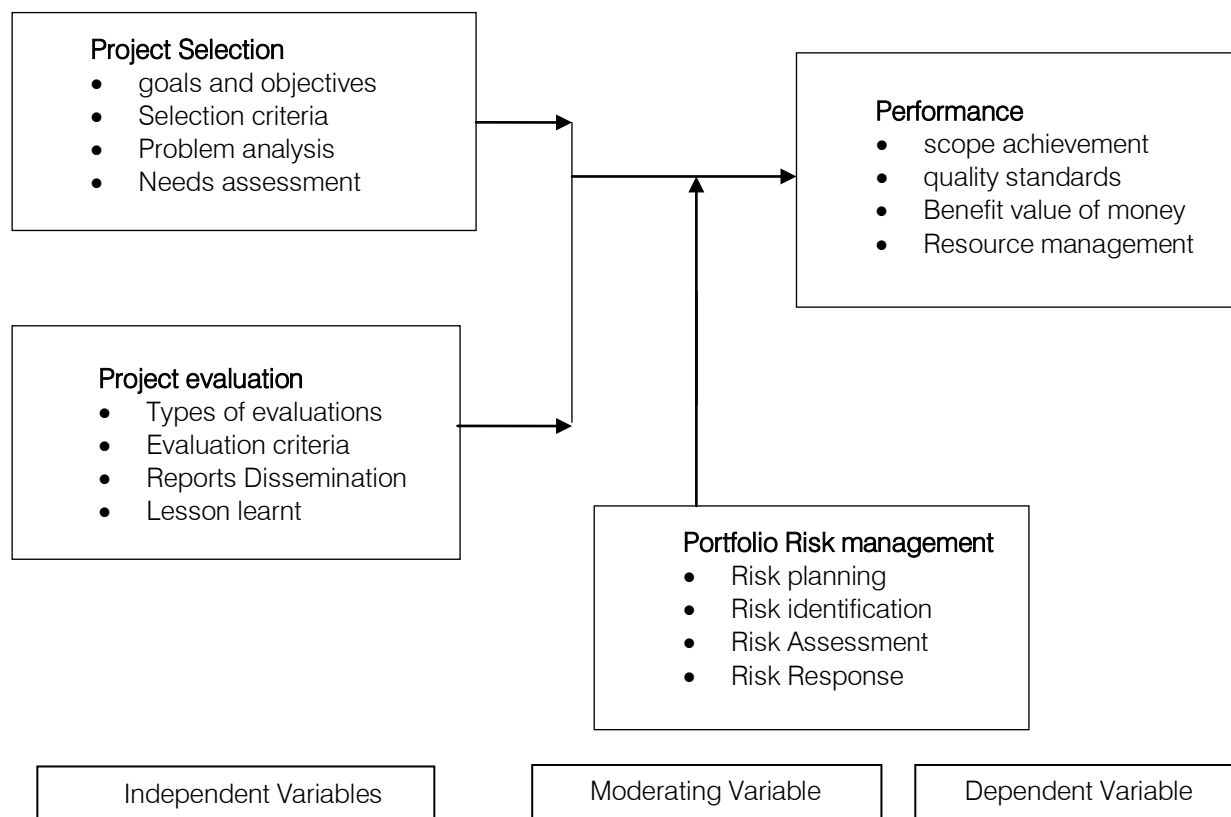 Project Selection
• goals and objectives
• Selection criteria
• Problem analysis
• Needs assessment
Performance
• scope achievement
• quality standards
• Benefit value of money
• Resource management
Project evaluation
• Types of evaluations
• Evaluation criteria
• Reports Dissemination
• Lesson learnt
Portfolio Risk management
• Risk planning
• Risk identification
• Risk Assessment
• Risk Response
Independent Variables
Moderating Variable
Dependent Variable